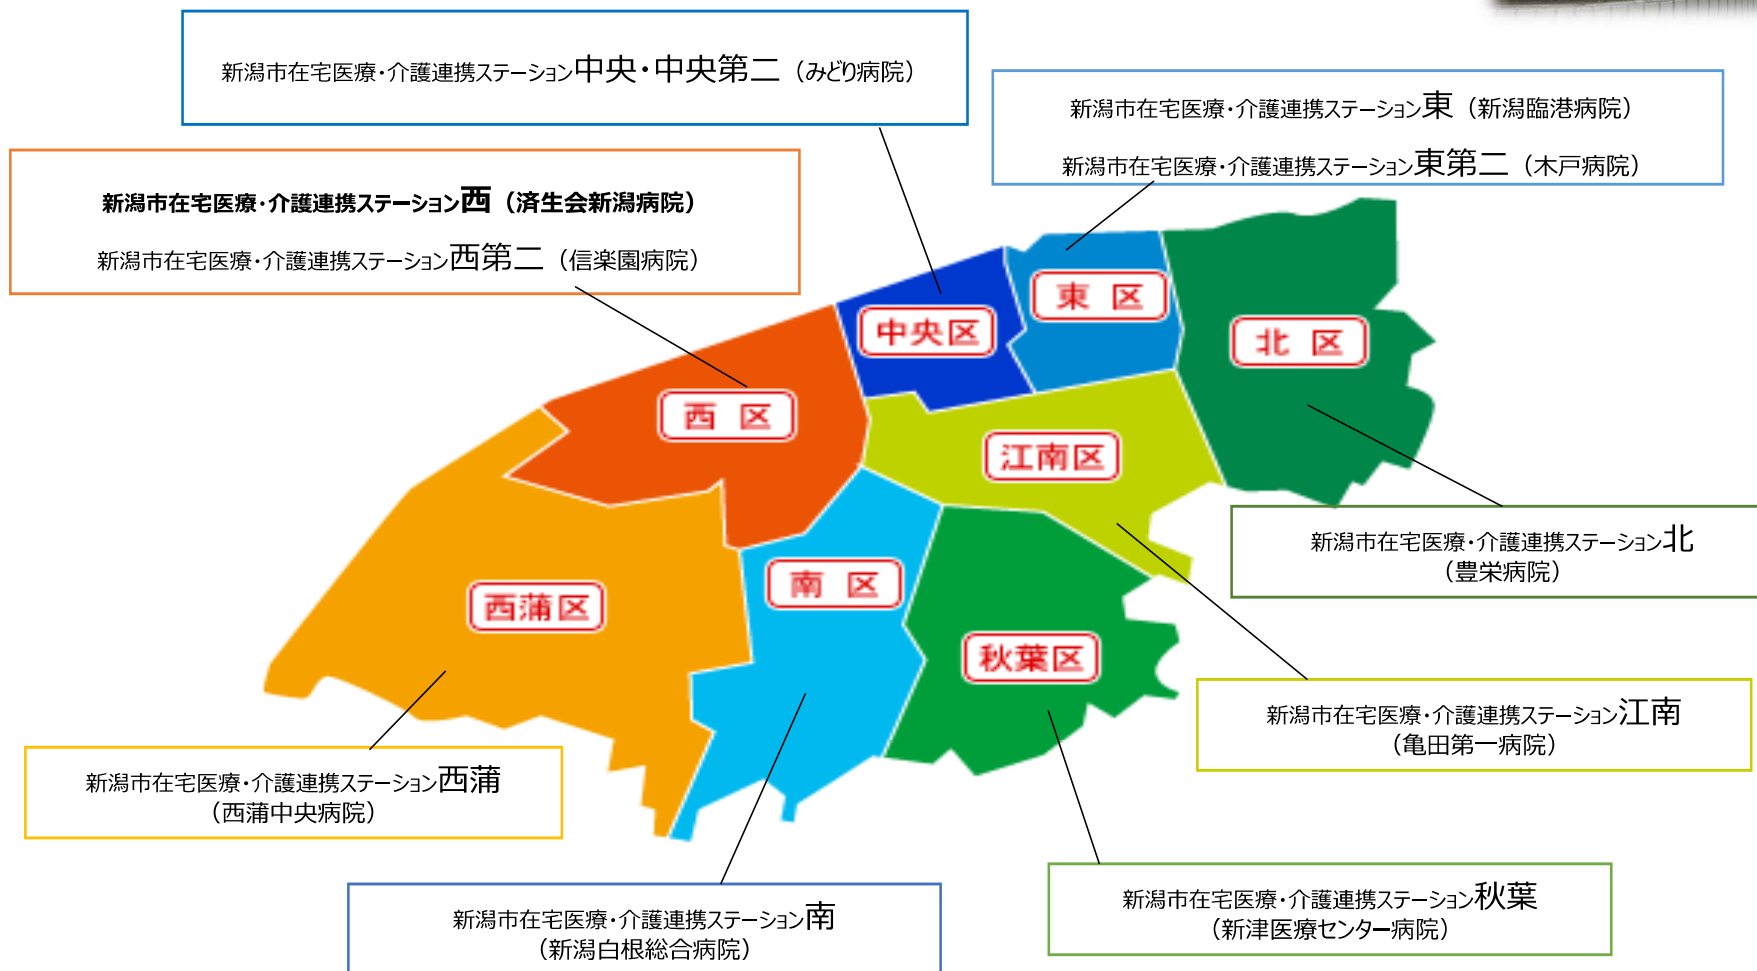 新潟市在宅医療・介護連携ステーション中央・中央第二（みどり病院）
新潟市在宅医療・介護連携ステーション東（新潟臨港病院）
新潟市在宅医療・介護連携ステーション東第二（木戸病院）
新潟市在宅医療・介護連携ステーション西（済生会新潟病院）
新潟市在宅医療・介護連携ステーション西第二（信楽園病院）
東 区
中央区
北 区
西 区
江南区
新潟市在宅医療・介護連携ステーション北
（豊栄病院）
南 区
西蒲区
秋葉区
新潟市在宅医療・介護連携ステーション江南
（亀田第一病院）
新潟市在宅医療・介護連携ステーション西蒲
（西蒲中央病院）
新潟市在宅医療・介護連携ステーション秋葉
（新津医療センター病院）
新潟市在宅医療・介護連携ステーション南
（新潟白根総合病院）